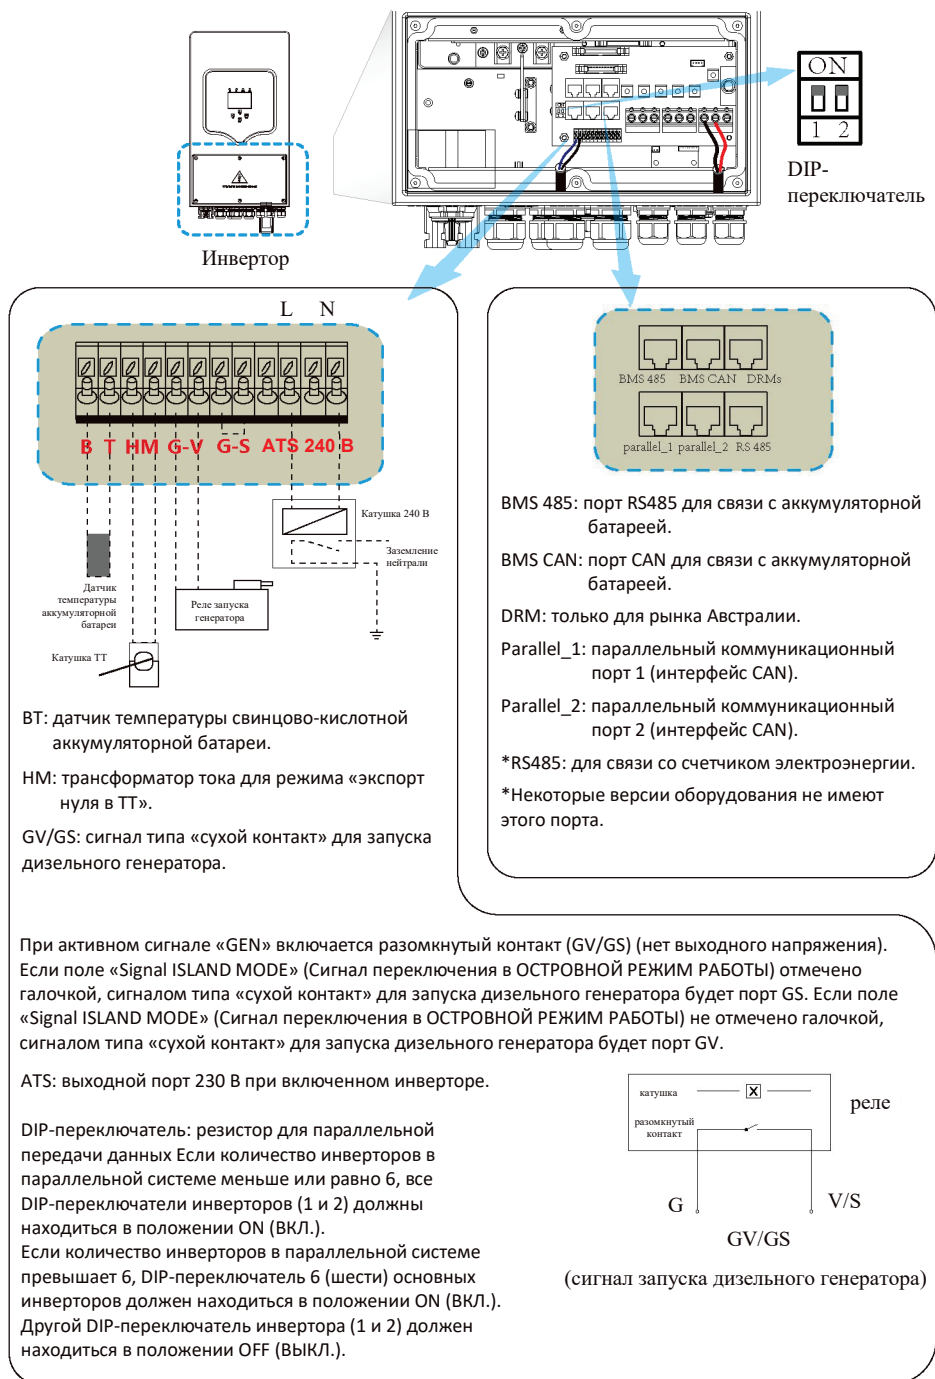 ON
1 2
DIP-
переключатель
Инвертор
L N
B T HM G-V G-S ATS 240 В
Катушка 240 В
Заземление
нейтрали
Датчик
температуры
аккумуляторной
батареи
Реле запуска
генератора
Катушка ТТ
BT: датчик температуры свинцово-кислотной
аккумуляторной батареи.
HM: трансформатор тока для режима «экспорт
нуля в ТТ».
GV/GS: сигнал типа «сухой контакт» для запуска
дизельного генератора.
BMS 485 BMS CAN DRMs
parallel_1 parallel_2 RS 485
BMS 485: порт RS485 для связи с аккумуляторной
батареей.
BMS CAN: порт CAN для связи с аккумуляторной
батареей.
DRM: только для рынка Австралии.
Parallel_1: параллельный коммуникационный
порт 1 (интерфейс CAN).
Parallel_2: параллельный коммуникационный
порт 2 (интерфейс CAN).
*RS485: для связи со счетчиком электроэнергии.
*Некоторые версии оборудования не имеют
этого порта.
При активном сигнале «GEN» включается разомкнутый контакт (GV/GS) (нет выходного напряжения).
Если поле «Signal ISLAND MODE» (Сигнал переключения в ОСТРОВНОЙ РЕЖИМ РАБОТЫ) отмечено
галочкой, сигналом типа «сухой контакт» для запуска дизельного генератора будет порт GS. Если поле
«Signal ISLAND MODE» (Сигнал переключения в ОСТРОВНОЙ РЕЖИМ РАБОТЫ) не отмечено галочкой,
сигналом типа «сухой контакт» для запуска дизельного генератора будет порт GV.
ATS: выходной порт 230 В при включенном инверторе.
DIP-переключатель: резистор для параллельной
передачи данных Если количество инверторов в
параллельной системе меньше или равно 6, все
DIP-переключатели инверторов (1 и 2) должны
находиться в положении ON (ВКЛ.).
Если количество инверторов в параллельной системе
превышает 6, DIP-переключатель 6 (шести) основных
инверторов должен находиться в положении ON (ВКЛ.).
Другой DIP-переключатель инвертора (1 и 2) должен
находиться в положении OFF (ВЫКЛ.).
катушка
X
реле
разомкнутый
контакт
G V/S
GV/GS
(сигнал запуска дизельного генератора)